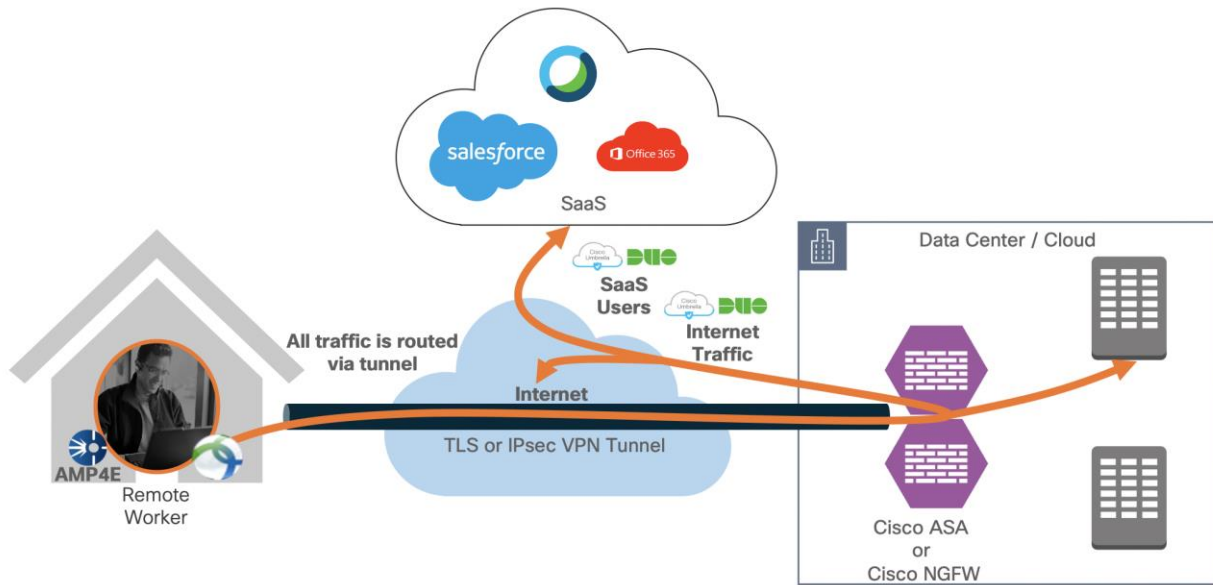 salesforce
Office 365
SaaS
Cisco
Umbrella
DUO
SaaS
Users
Cisco
Umbrella
DUO
Internet
Traffic
All traffic is routed
via tunnel
Internet
TLS or IPsec VPN Tunnel
AMP4E
Remote
Worker
Data Center / Cloud
Cisco ASA
or
Cisco NGFW